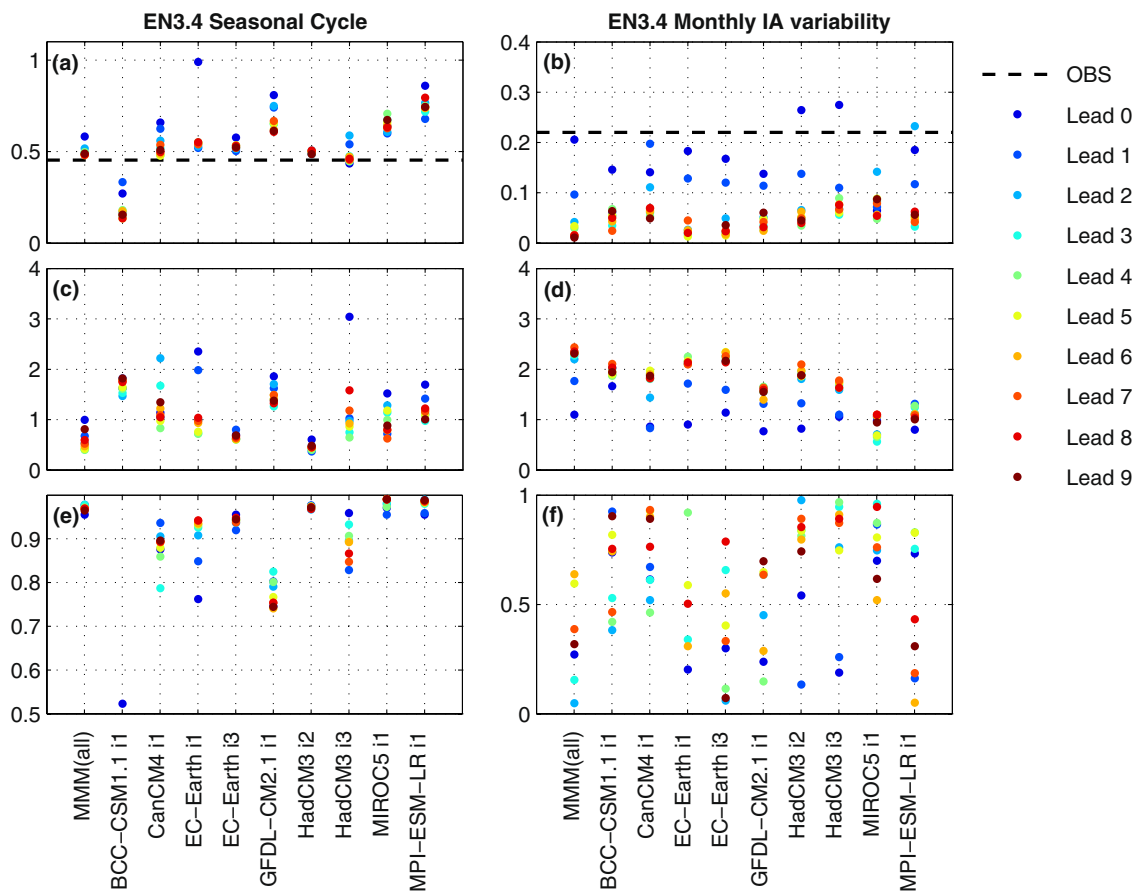 EN3.4 Seasonal Cycle
EN3.4 Monthly IA variability
(a)
1
0.5
0
(b)
0.4
0.3
0.2
0.1
0
(c)
4
3
2
1
0
(d)
4
3
2
1
0
(e)
0.9
0.8
0.7
0.6
0.5
(f)
1
0.5
0
MMM(all)
BCC−CSM1.1 i1
CanCM4 i1
EC−Earth i1
EC−Earth i3
GFDL−CM2.1 i1
HadCM3 i2
HadCM3 i3
MIROC5 i1
MPI−ESM−LR i1
MMM(all)
BCC−CSM1.1 i1
CanCM4 i1
EC−Earth i1
EC−Earth i3
GFDL−CM2.1 i1
HadCM3 i2
HadCM3 i3
MIROC5 i1
MPI−ESM−LR i1
OBS
Lead 0
Lead 1
Lead 2
Lead 3
Lead 4
Lead 5
Lead 6
Lead 7
Lead 8
Lead 9